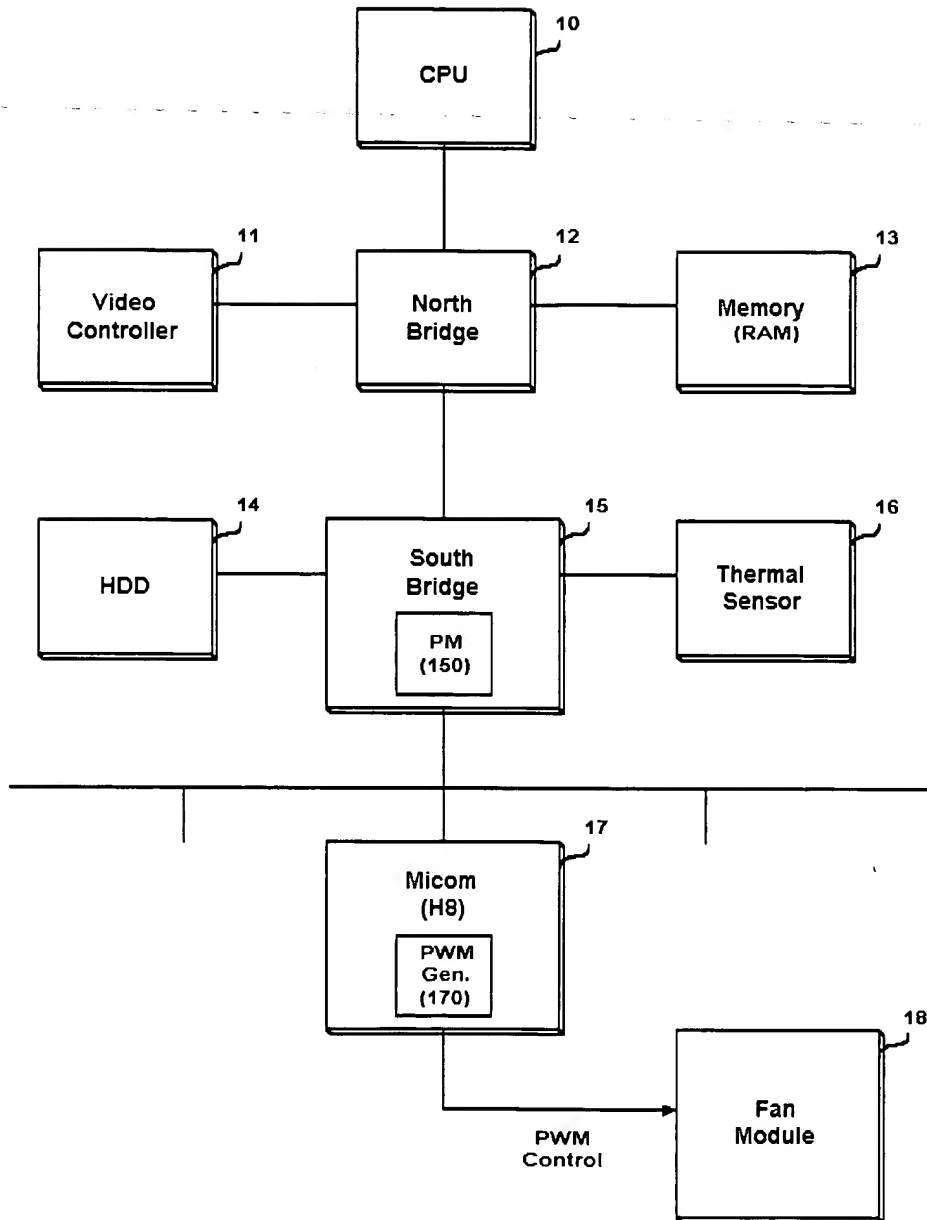 10
CPU
11
12
13
Video
Controller
North
Bridge
Memory
(RAM)
14
15
16
HDD
South
Bridge
PM
(150)
Thermal
Sensor
17
Micom
(H8)
PWM
Gen.
(170)
18
Fan
Module
PWM
Control